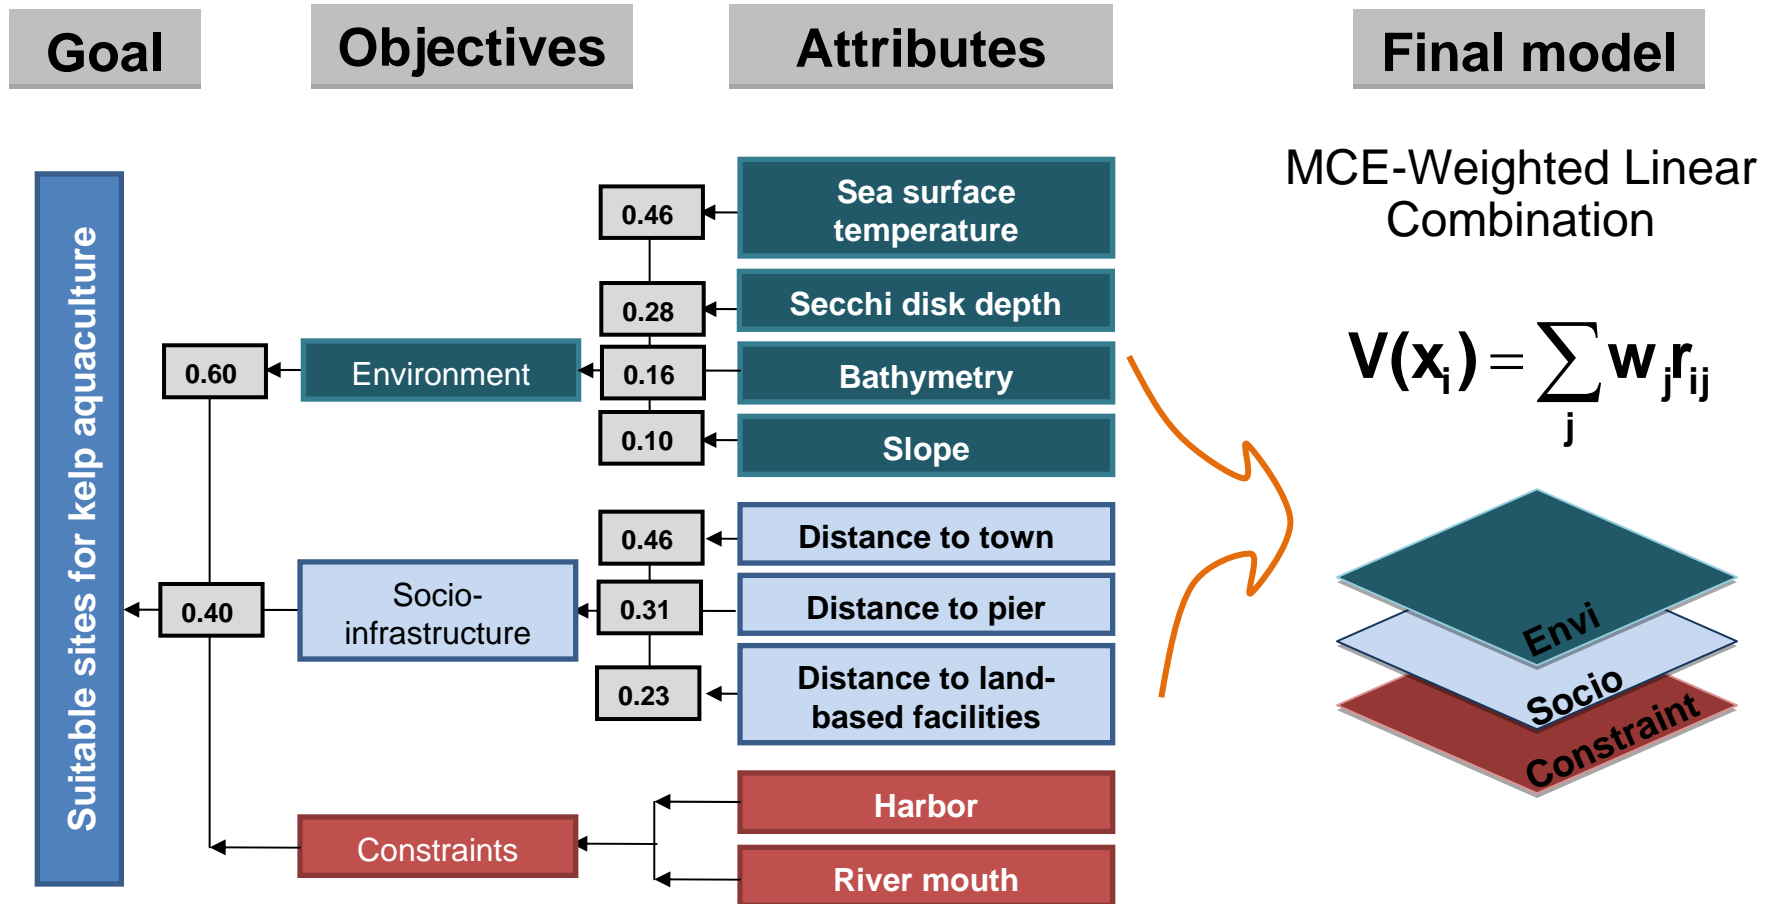 Goal
Objectives
Attributes
Final model
Suitable sites for kelp aquaculture
0.60
0.40
Environment
Socio-
infrastructure
Constraints
0.46
0.28
0.16
0.10
0.46
0.31
0.23
Sea surface
temperature
Secchi disk depth
Bathymetry
Slope
Distance to town
Distance to pier
Distance to land-
based facilities
Harbor
River mouth
MCE-Weighted Linear
Combination
V(xᵢ) = ∑ⱼ wⱼrᵢⱼ
Envi
Socio
Constraint